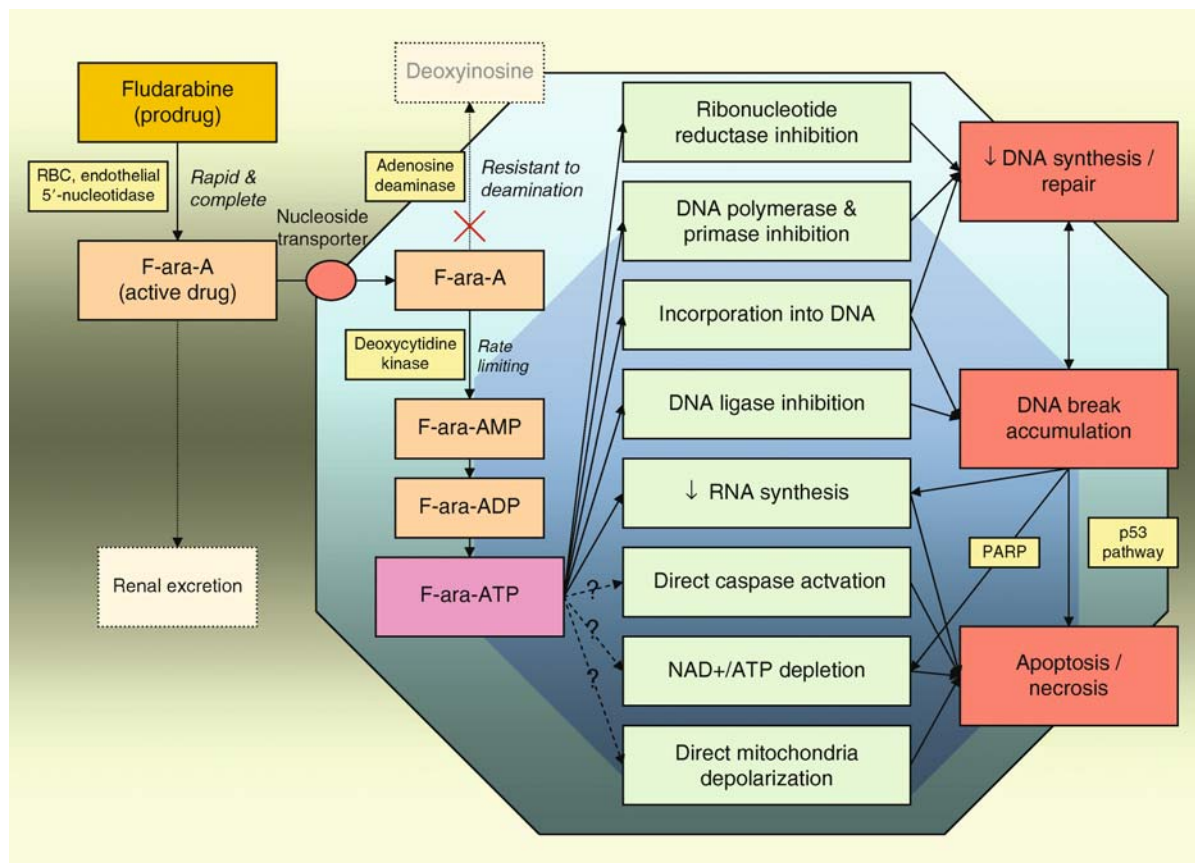 Fludarabine
(prodrug)
RBC, endothelial
5′-nucleotidase
Rapid &
complete
F-ara-A
(active drug)
Renal excretion
Nucleoside
transporter
Deoxyinosine
Adenosine
deaminase
Resistant to
deamination
F-ara-A
Deoxycytidine
kinase
Rate
limiting
F-ara-AMP
F-ara-ADP
F-ara-ATP
?
?
?
Ribonucleotide
reductase inhibition
DNA polymerase &
primase inhibition
Incorporation into DNA
DNA ligase inhibition
↓ RNA synthesis
Direct caspase actvation
NAD+/ATP depletion
Direct mitochondria
depolarization
↓ DNA synthesis /
repair
DNA break
accumulation
PARP
p53
pathway
Apoptosis /
necrosis